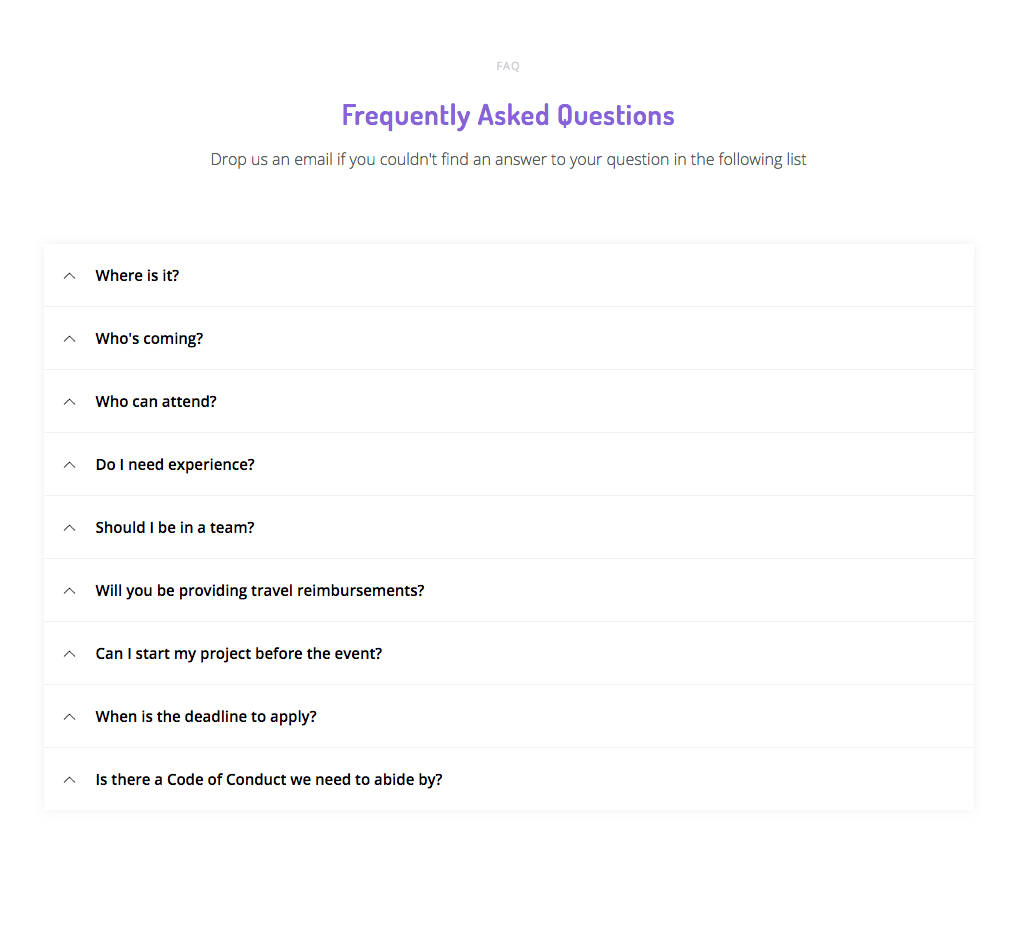 FAQ
Frequently Asked Questions
Drop us an email if you couldn't find an answer to your question in the following list
Where is it?
Who's coming?
Who can attend?
Do I need experience?
Should I be in a team?
Will you be providing travel reimbursements?
Can I start my project before the event?
When is the deadline to apply?
Is there a Code of Conduct we need to abide by?